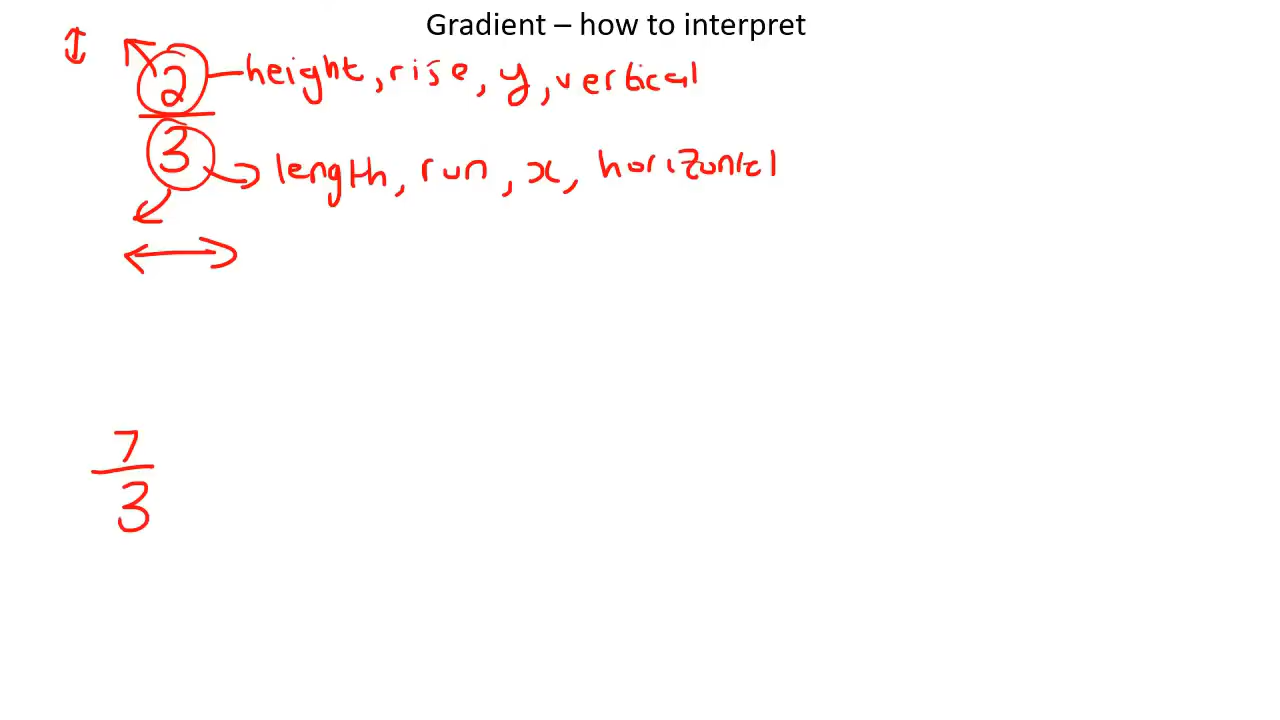 Gradient – how to interpret
2 height, rise, y, vertical
3 length, run, x, horizontal
7
3